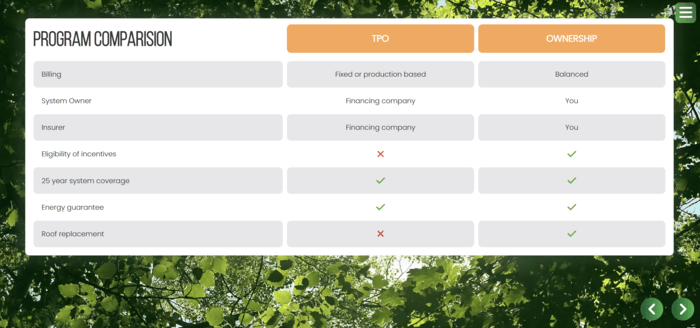 PROGRAM COMPARISION TPO OWNERSHIP
Billing Fixed or production based Balanced
System Owner Financing company You
Insurer Financing company You
Eligibility of incentives
25 year system coverage
Energy guarantee
Roof replacement